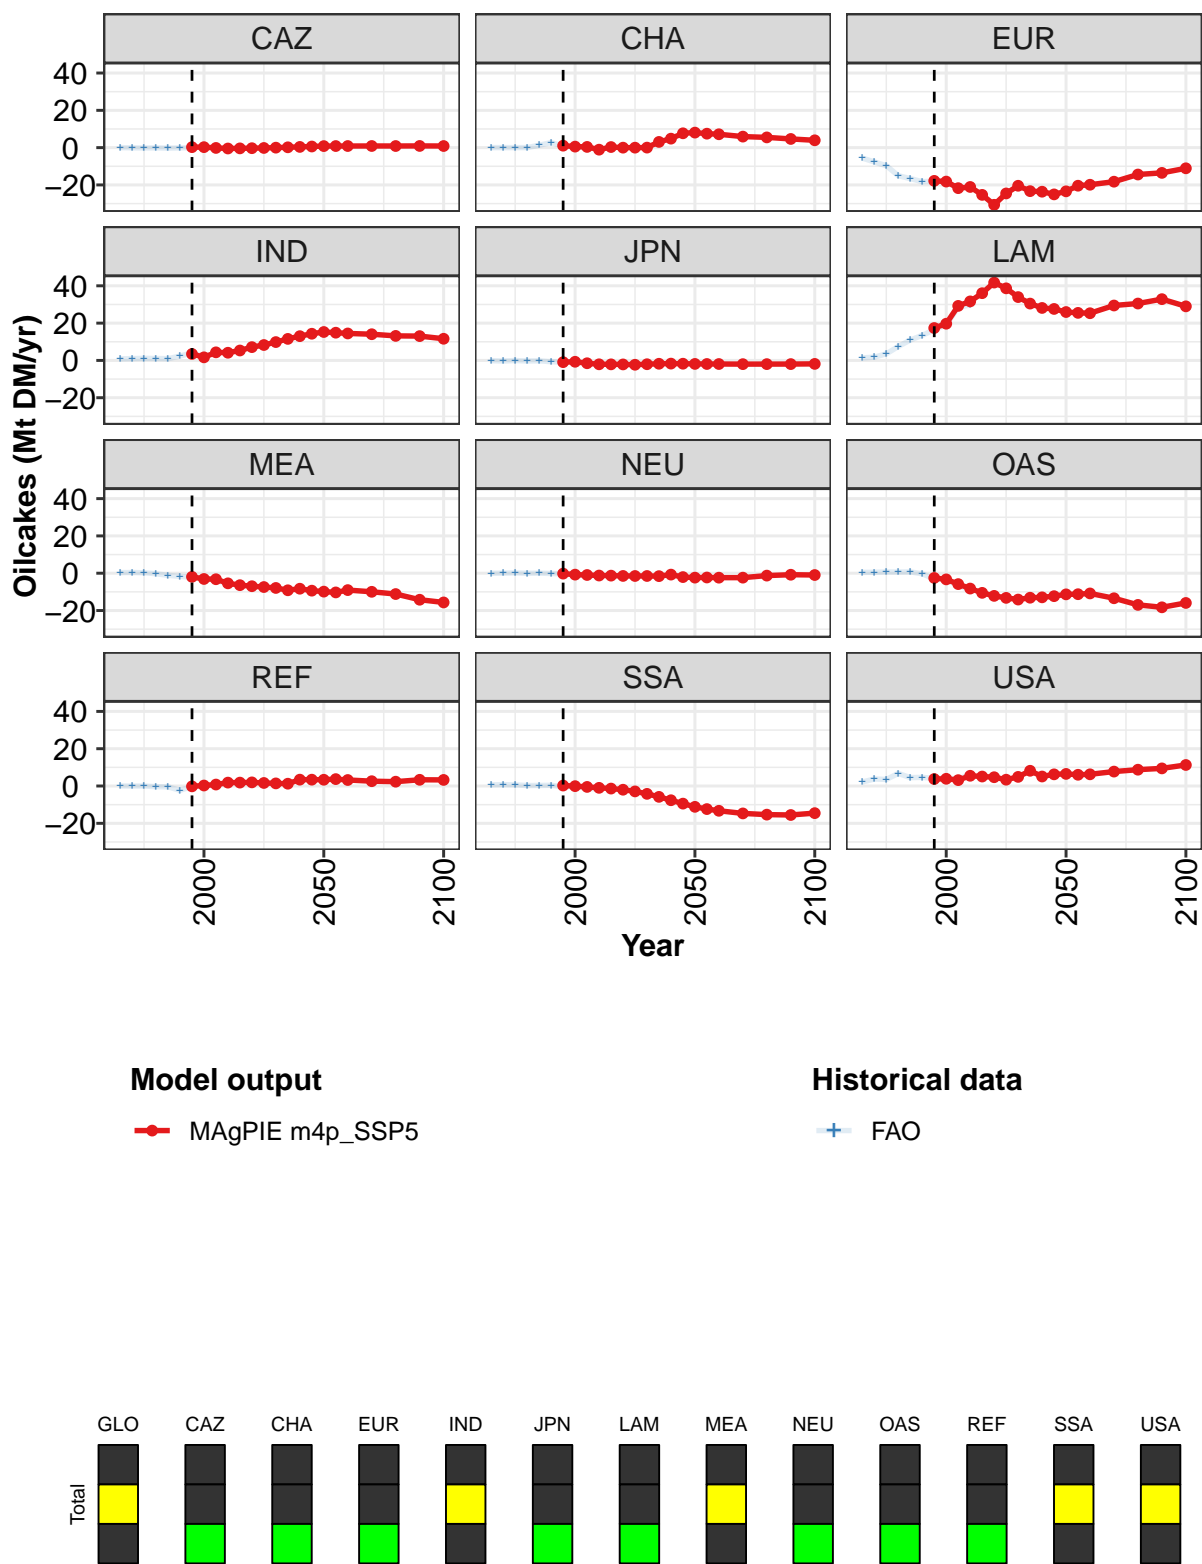 CAZ CHA EUR
40
20
0
−20
IND JPN LAM
40
20
0
−20
MEA NEU OAS
40
20
0
−20
REF SSA USA
40
20
0
−20
Oilcakes (Mt DM/yr)
2000 2050 2100 2000 2050 2100 2000 2050 2100
Year
Model output Historical data
MAgPIE m4p_SSP5 FAO
GLO CAZ CHA EUR IND JPN LAM MEA NEU OAS REF SSA USA
Total